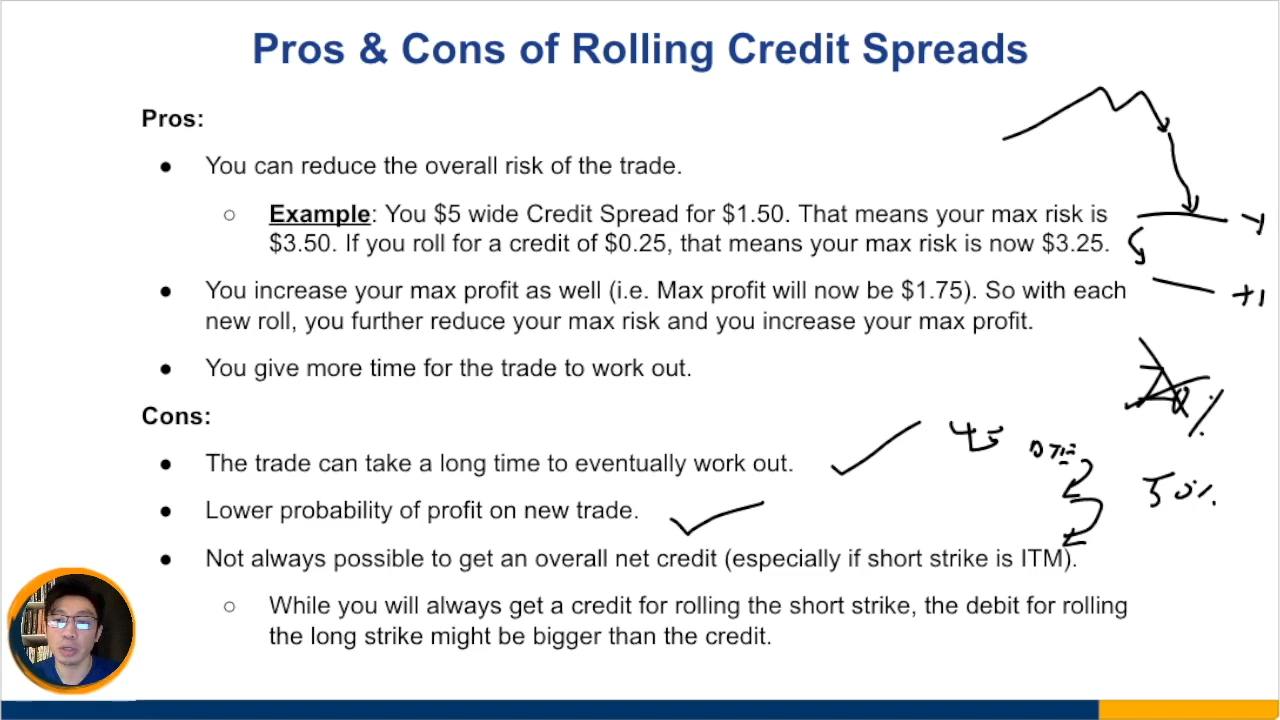 Pros & Cons of Rolling Credit Spreads
Pros:
● You can reduce the overall risk of the trade.
○ Example: You $5 wide Credit Spread for $1.50. That means your max risk is
$3.50. If you roll for a credit of $0.25, that means your max risk is now $3.25.
-1
+1
● You increase your max profit as well (i.e. Max profit will now be $1.75). So with each
new roll, you further reduce your max risk and you increase your max profit.
● You give more time for the trade to work out.
%
Cons:
45 DTE
● The trade can take a long time to eventually work out.
50%
● Lower probability of profit on new trade.
● Not always possible to get an overall net credit (especially if short strike is ITM).
○ While you will always get a credit for rolling the short strike, the debit for rolling
the long strike might be bigger than the credit.